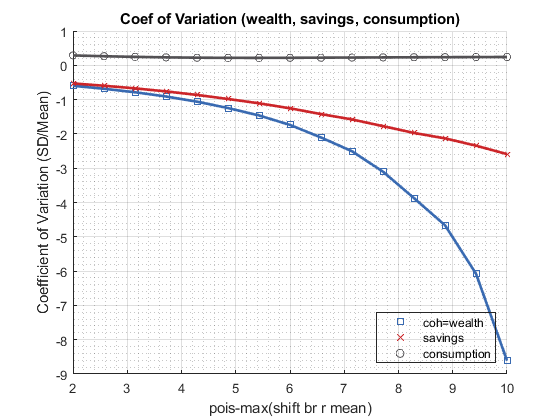 Coef of Variation (wealth, savings, consumption)
Coefficient of Variation (SD/Mean)
1
0
-1
-2
-3
-4
-5
-6
-7
-8
-9
coh=wealth
savings
consumption
2 3 4 5 6 7 8 9 10
pois-max(shift br r mean)